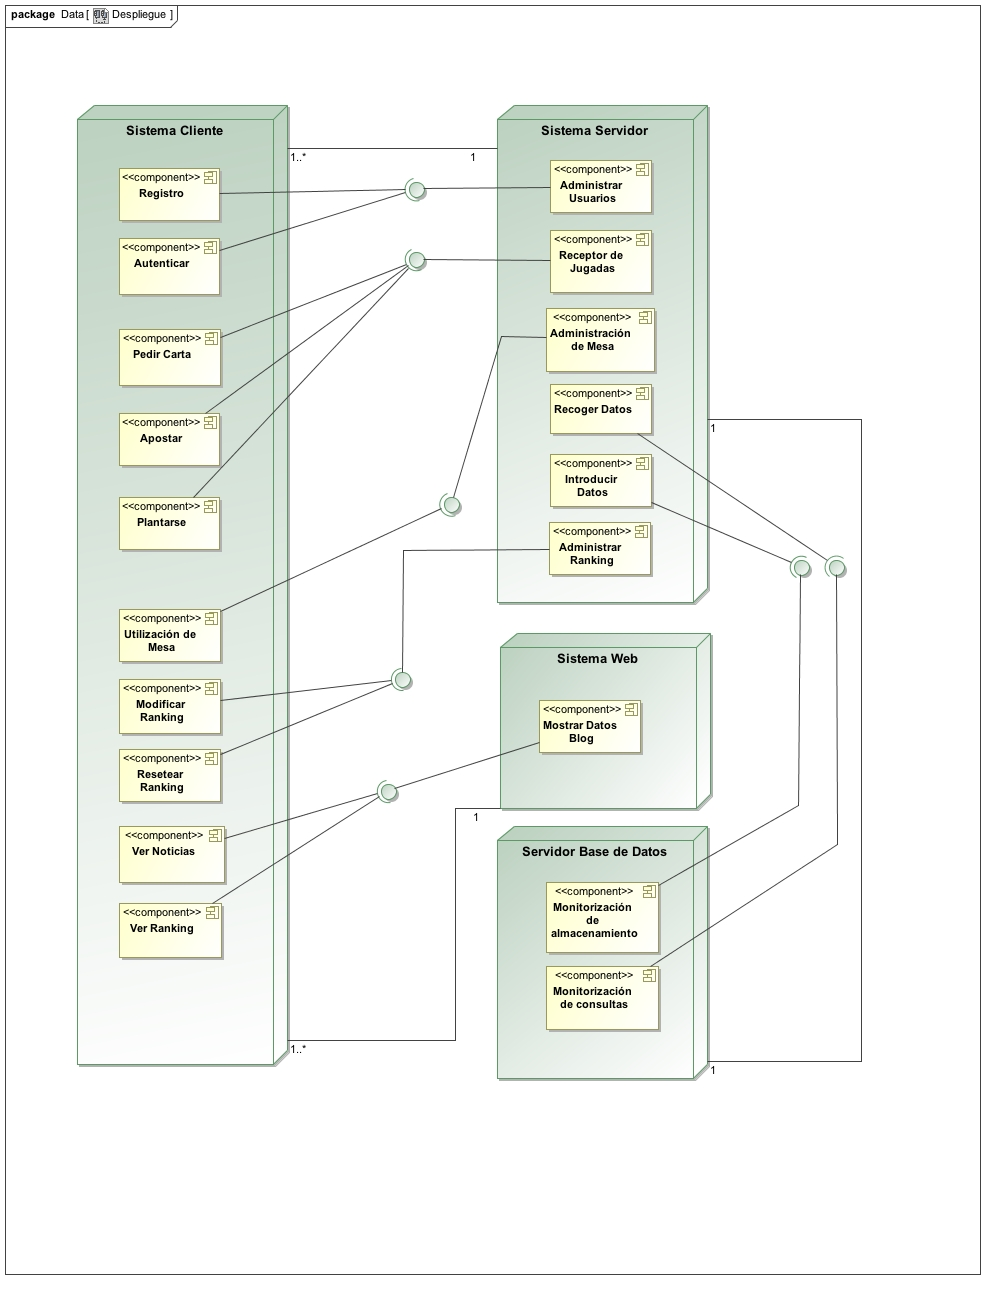 package Data [ Despliegue ]
Sistema Cliente
<<component>>
Registro
<<component>>
Autenticar
<<component>>
Pedir Carta
<<component>>
Apostar
<<component>>
Plantarse
<<component>>
Utilización de
Mesa
<<component>>
Modificar
Ranking
<<component>>
Resetear
Ranking
<<component>>
Ver Noticias
<<component>>
Ver Ranking
1..*
1
Sistema Servidor
<<component>>
Administrar
Usuarios
<<component>>
Receptor de
Jugadas
<<component>>
Administración
de Mesa
<<component>>
Recoger Datos
<<component>>
Introducir
Datos
<<component>>
Administrar
Ranking
1
Sistema Web
<<component>>
Mostrar Datos
Blog
1
1..*
Servidor Base de Datos
<<component>>
Monitorización
de
almacenamiento
<<component>>
Monitorización
de consultas
1